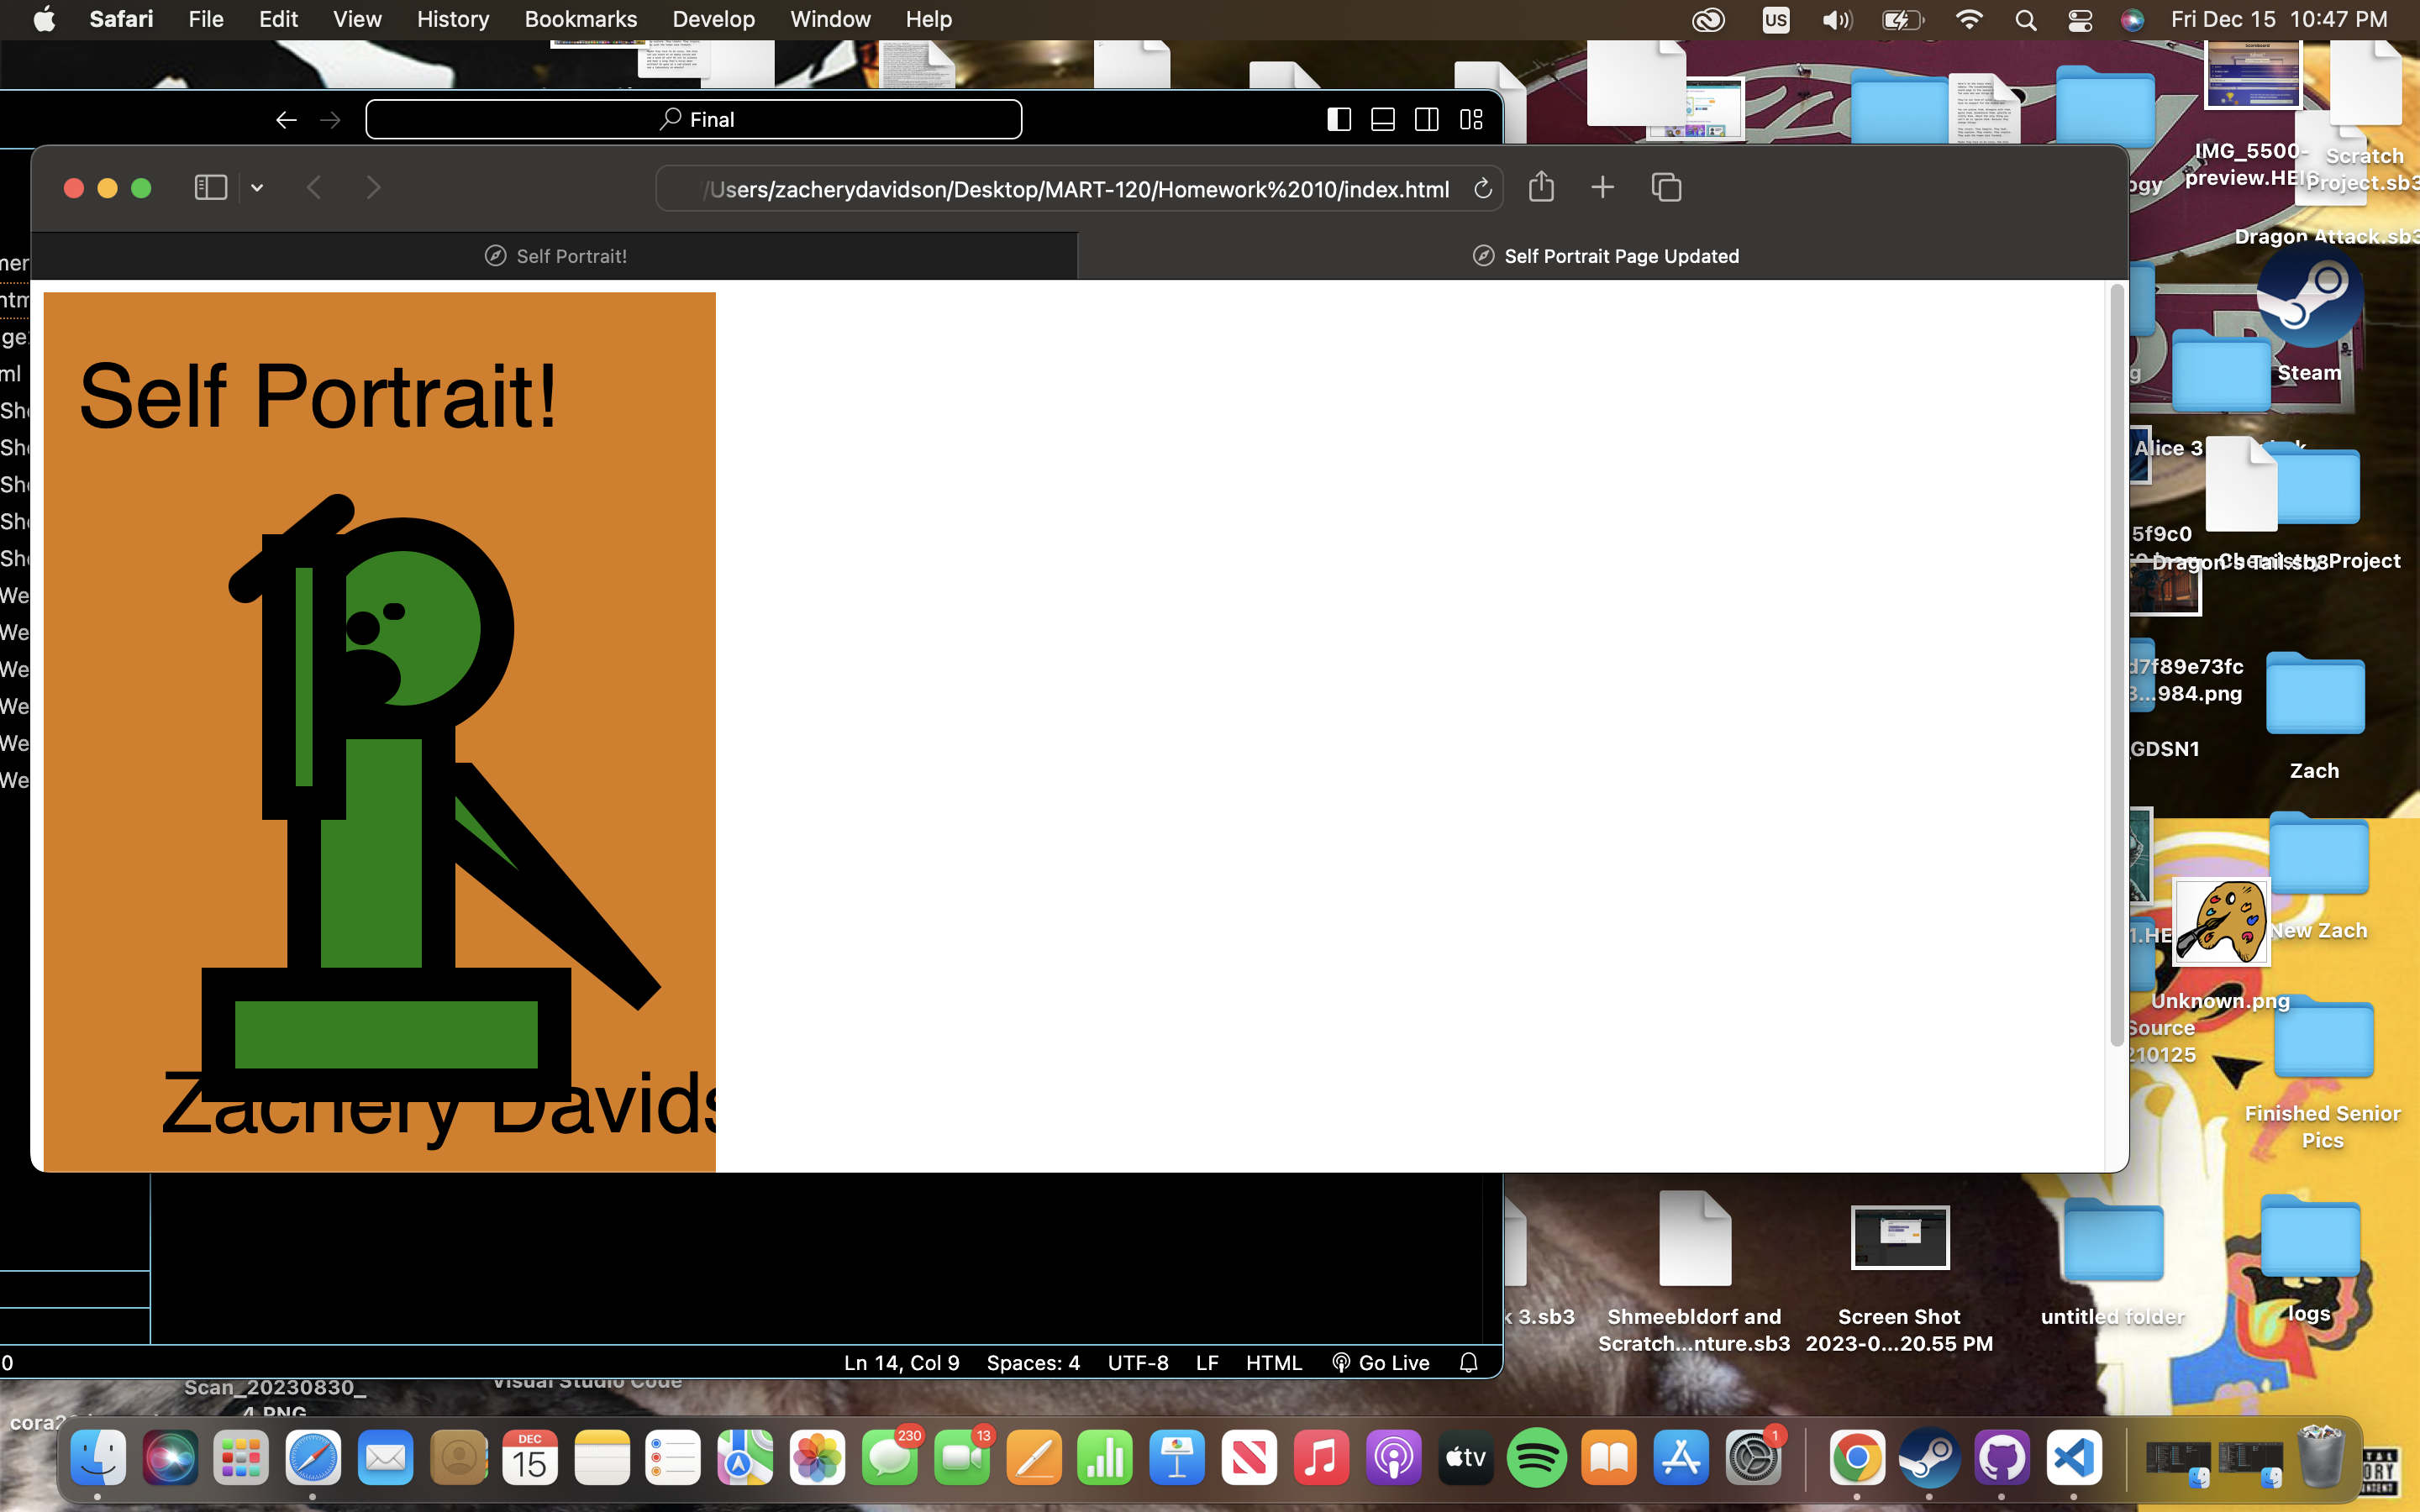 Safari File Edit View History Bookmarks Develop Window Help US Fri Dec 15 10:47 PM
Final
/Users/zacherydavidson/Desktop/MART-120/Homework%2010/index.html
Self Portrait!
Self Portrait Page Updated
Self Portrait!
Zachery Davids
IMG_5500-
preview.HEI
Scratch
Project.sb3
Dragon Attack.sb3
Steam
Alice 3
5f9c0
Dragon's Tail.sb3
Chemistry Project
d7f89e73fc
3...984.png
GDSN1
Zach
1.HE
New Zach
Unknown.png
Source
210125
Finished Senior
Pics
k 3.sb3
Shmeebldorf and
Scratch...nture.sb3
Screen Shot
2023-0...20.55 PM
untitled folder
logs
mer
htm
ge
ml
Sh
Sh
Sh
Sh
Sh
We
We
We
We
We
We
0 Ln 14, Col 9 Spaces: 4 UTF-8 LF HTML Go Live
Scan_20230830_
4.PNG
Visual Studio Code
DEC
15
230
13
tv
1